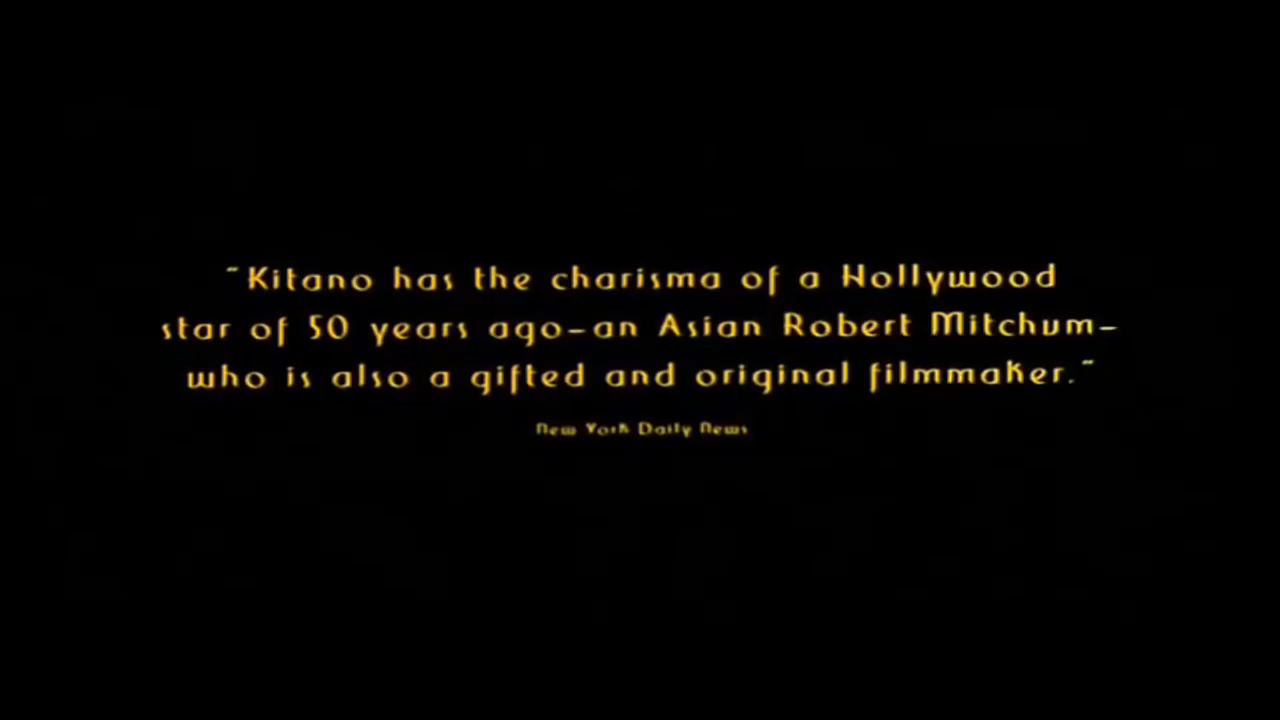 "Kitano has the charisma of a Hollywood
star of 50 years ago–an Asian Robert Mitchum–
who is also a gifted and original filmmaker."
New York Daily News